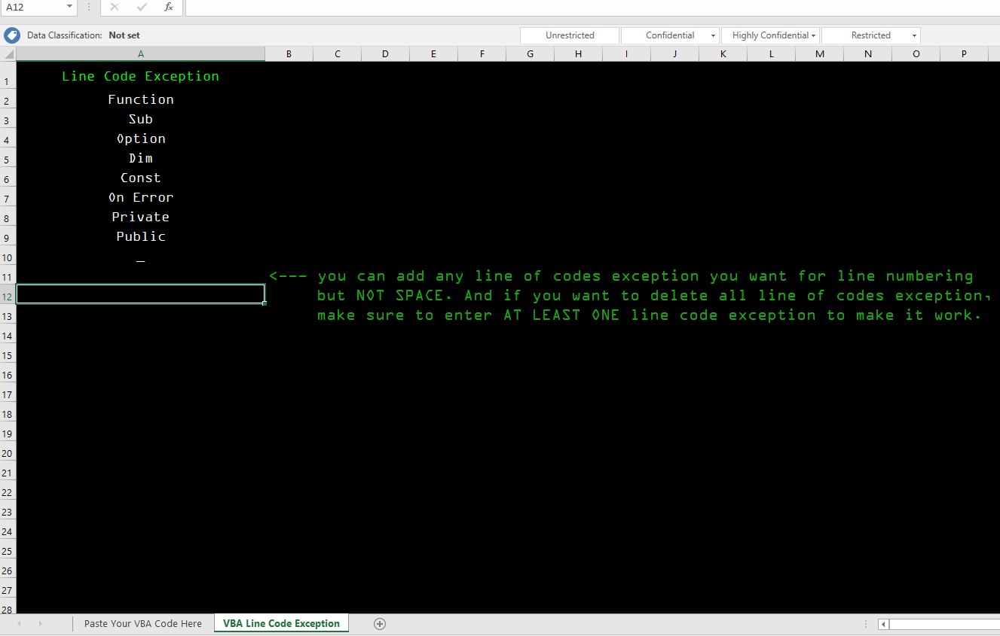 A12
fx
Data Classification: Not set
Unrestricted Confidential Highly Confidential Restricted
A B C D E F G H I J K L M N O P
1 Line Code Exception
2 Function
3 Sub
4 Option
5 Dim
6 Const
7 On Error
8 Private
9 Public
10 _
11 <--- you can add any line of codes exception you want for line numbering
12 but NOT SPACE. And if you want to delete all line of codes exception,
13 make sure to enter AT LEAST ONE line code exception to make it work.
14
15
16
17
18
19
20
21
22
23
24
25
26
27
28
Paste Your VBA Code Here VBA Line Code Exception